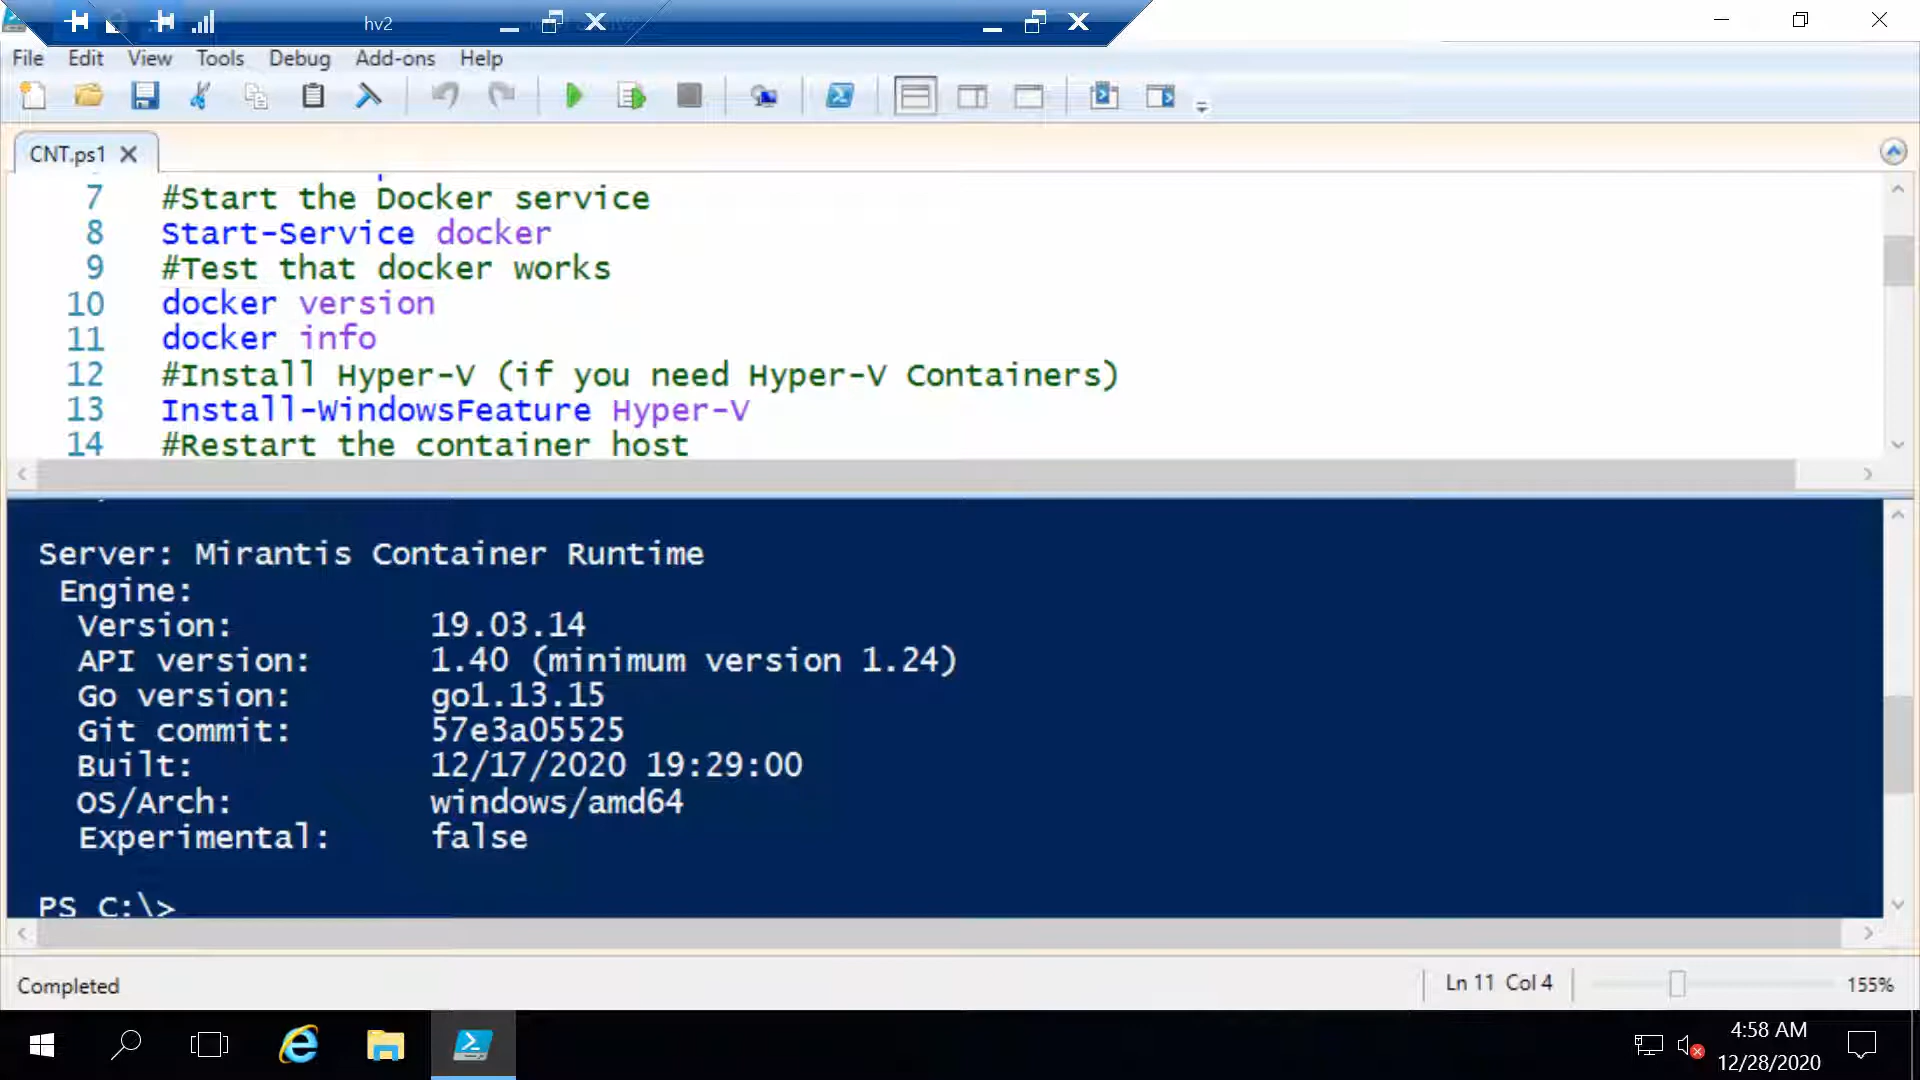 hv2
File Edit View Tools Debug Add-ons Help
CNT.ps1
7 #Start the Docker service
8 Start-Service docker
9 #Test that docker works
10 docker version
11 docker info
12 #Install Hyper-V (if you need Hyper-V Containers)
13 Install-WindowsFeature Hyper-V
14 #Restart the container host
Server: Mirantis Container Runtime
Engine:
Version: 19.03.14
API version: 1.40 (minimum version 1.24)
Go version: go1.13.15
Git commit: 57e3a05525
Built: 12/17/2020 19:29:00
OS/Arch: windows/amd64
Experimental: false
PS C:\>
Completed
Ln 11 Col 4
155%
4:58 AM
12/28/2020